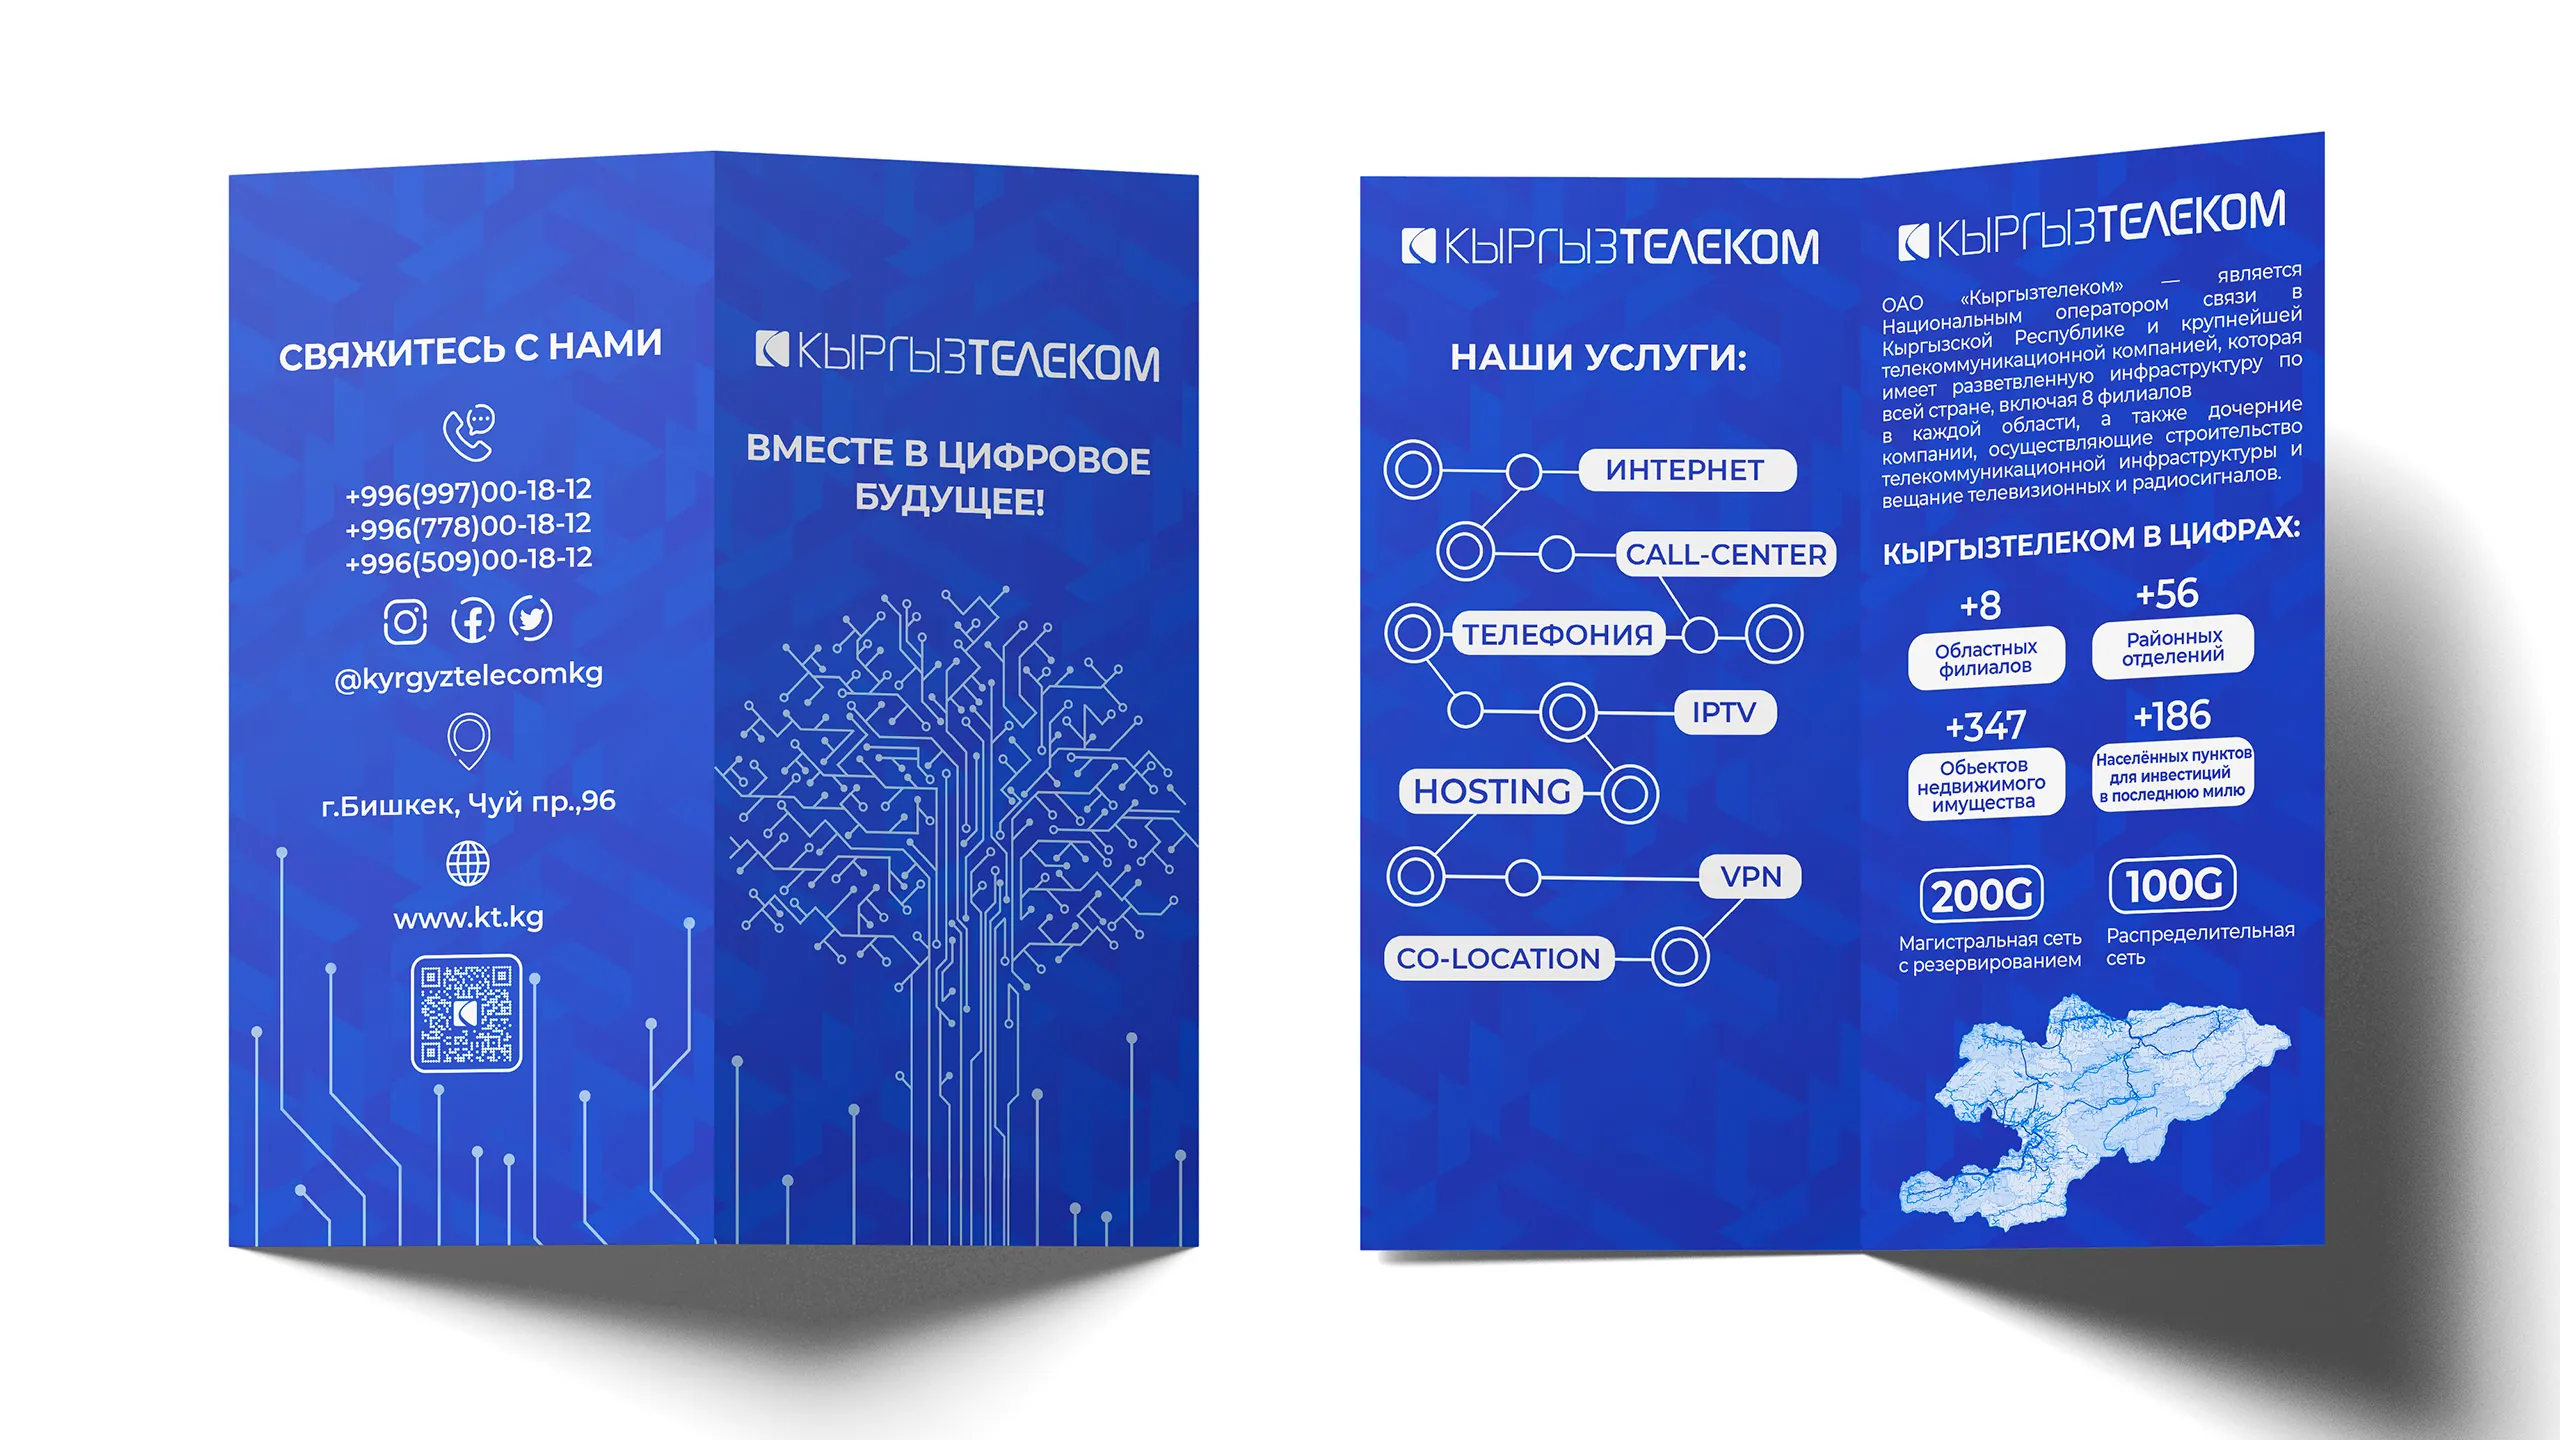 СВЯЖИТЕСЬ С НАМИ
+996(997)00-18-12
+996(778)00-18-12
+996(509)00-18-12
@kyrgyztelecomkg
г.Бишкек, Чуй пр.,96
www.kt.kg
КЫРГЫЗТЕЛЕКОМ
ВМЕСТЕ В ЦИФРОВОЕ
БУДУЩЕЕ!
КЫРГЫЗТЕЛЕКОМ
НАШИ УСЛУГИ:
ИНТЕРНЕТ
CALL-CENTER
ТЕЛЕФОНИЯ
IPTV
HOSTING
VPN
CO-LOCATION
КЫРГЫЗТЕЛЕКОМ
ОАО «Кыргызтелеком» — является
Национальным оператором связи в
Кыргызской Республике и крупнейшей
телекоммуникационной компанией, которая
имеет разветвленную инфраструктуру по
всей стране, включая 8 филиалов
в каждой области, а также дочерние
компании, осуществляющие строительство
телекоммуникационной инфраструктуры и
вещание телевизионных и радиосигналов.
КЫРГЫЗТЕЛЕКОМ В ЦИФРАХ:
+8
Областных
филиалов
+56
Районных
отделений
+347
Обьектов
недвижимого
имущества
+186
Населённых пунктов
для инвестиций
в последнюю милю
200G
Магистральная сеть
с резервированием
100G
Распределительная
сеть